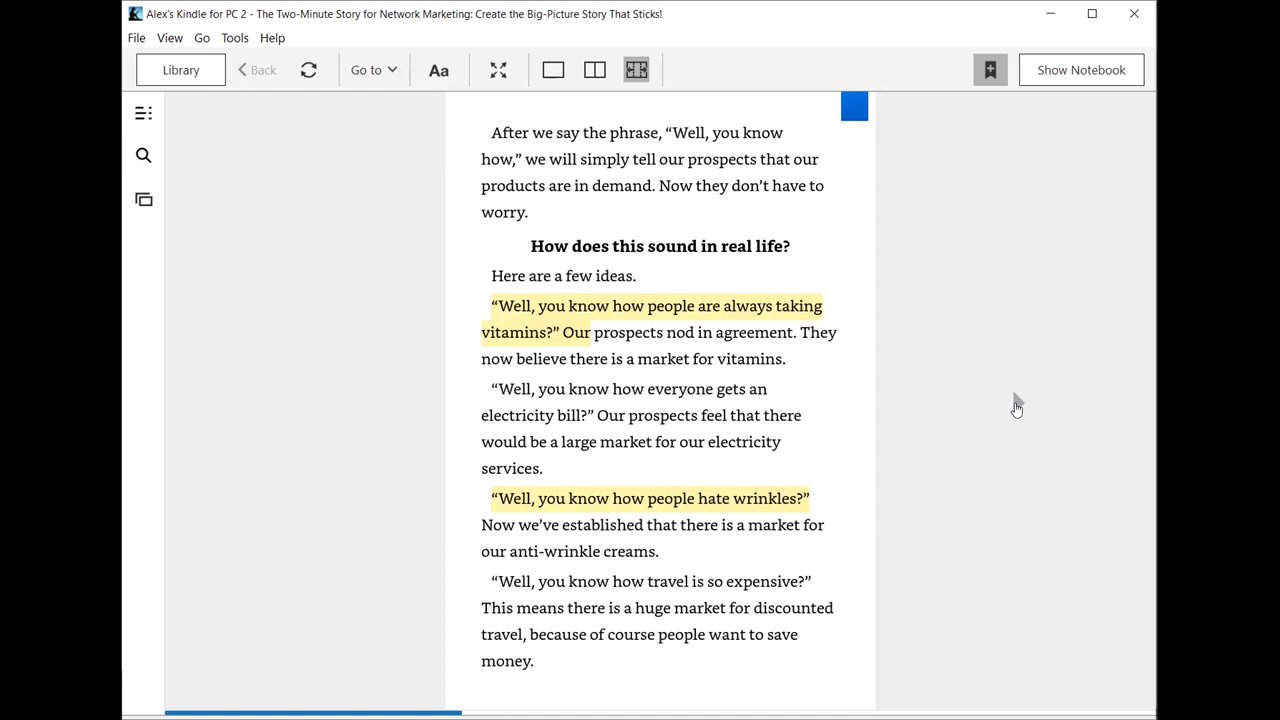 Alex's Kindle for PC 2 - The Two-Minute Story for Network Marketing: Create the Big-Picture Story That Sticks!
File View Go Tools Help
Library Back Go to Aa Show Notebook
After we say the phrase, “Well, you know
how,” we will simply tell our prospects that our
products are in demand. Now they don’t have to
worry.
How does this sound in real life?
Here are a few ideas.
“Well, you know how people are always taking
vitamins?” Our prospects nod in agreement. They
now believe there is a market for vitamins.
“Well, you know how everyone gets an
electricity bill?” Our prospects feel that there
would be a large market for our electricity
services.
“Well, you know how people hate wrinkles?”
Now we’ve established that there is a market for
our anti-wrinkle creams.
“Well, you know how travel is so expensive?”
This means there is a huge market for discounted
travel, because of course people want to save
money.